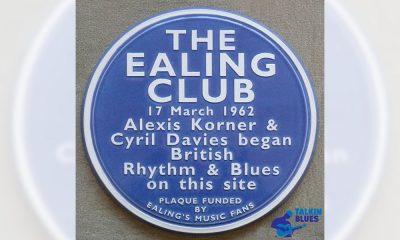 THE
EALING
CLUB
17 March 1962
Alexis Korner &
Cyril Davies began
British
Rhythm & Blues
on this site
PLAQUE FUNDED
BY
EALING'S MUSIC FANS
TALKIN
BLUES